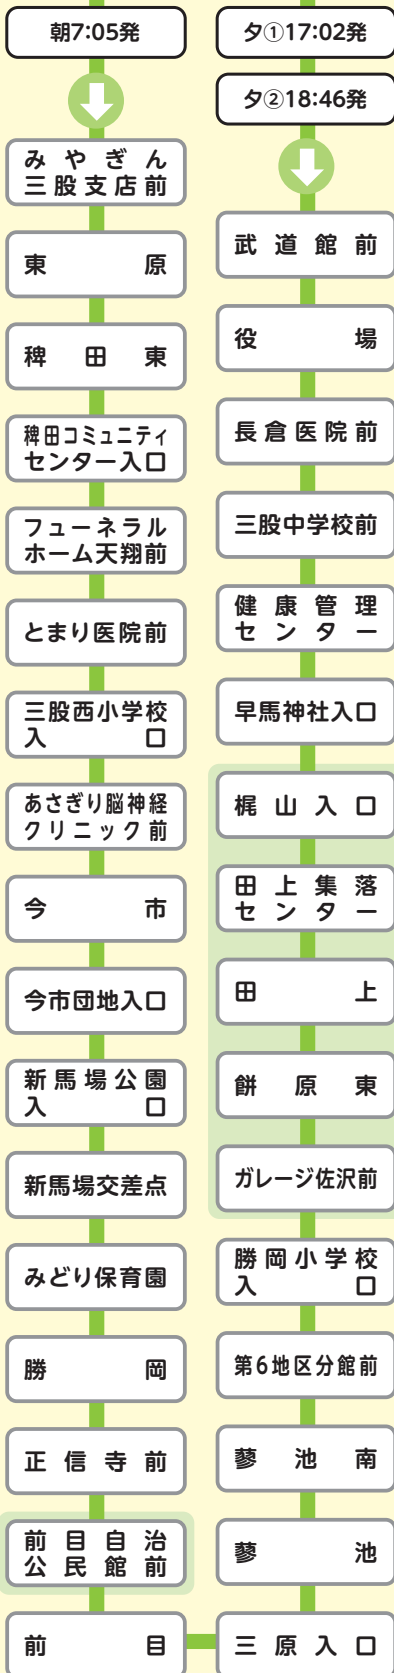 朝7:05発
みやぎん
三股支店前
東原
稗田東
稗田コミュニティ
センター入口
フューネラル
ホーム天翔前
とまり医院前
三股西小学校
入口
あさぎり脳神経
クリニック前
今市
今市団地入口
新馬場公園
入口
新馬場交差点
みどり保育園
勝岡
正信寺前
前目自治
公民館前
前目
夕①17:02発
夕②18:46発
武道館前
役場
長倉医院前
三股中学校前
健康管理
センター
早馬神社入口
梶山入口
田上集落
センター
田上
餅原東
ガレージ佐沢前
勝岡小学校
入口
第6地区分館前
蓼池南
蓼池
三原入口